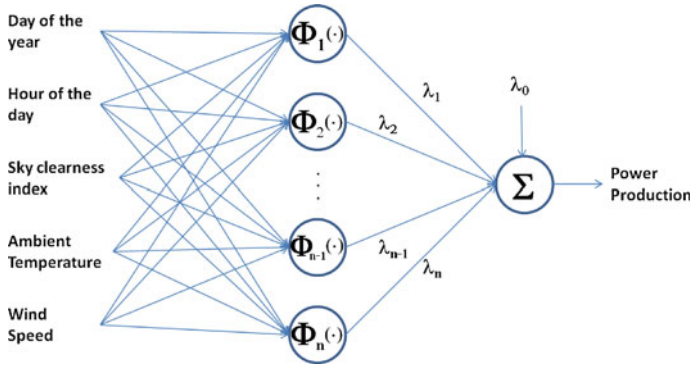 Day of the
year
Hour of the
day
Sky clearness
index
Ambient
Temperature
Wind
Speed
Φ₁(·)
Φ₂(·)
⋮
Φₙ₋₁(·)
Φₙ(·)
λ₁
λ₂
λₙ₋₁
λₙ
λ₀
Σ
Power
Production